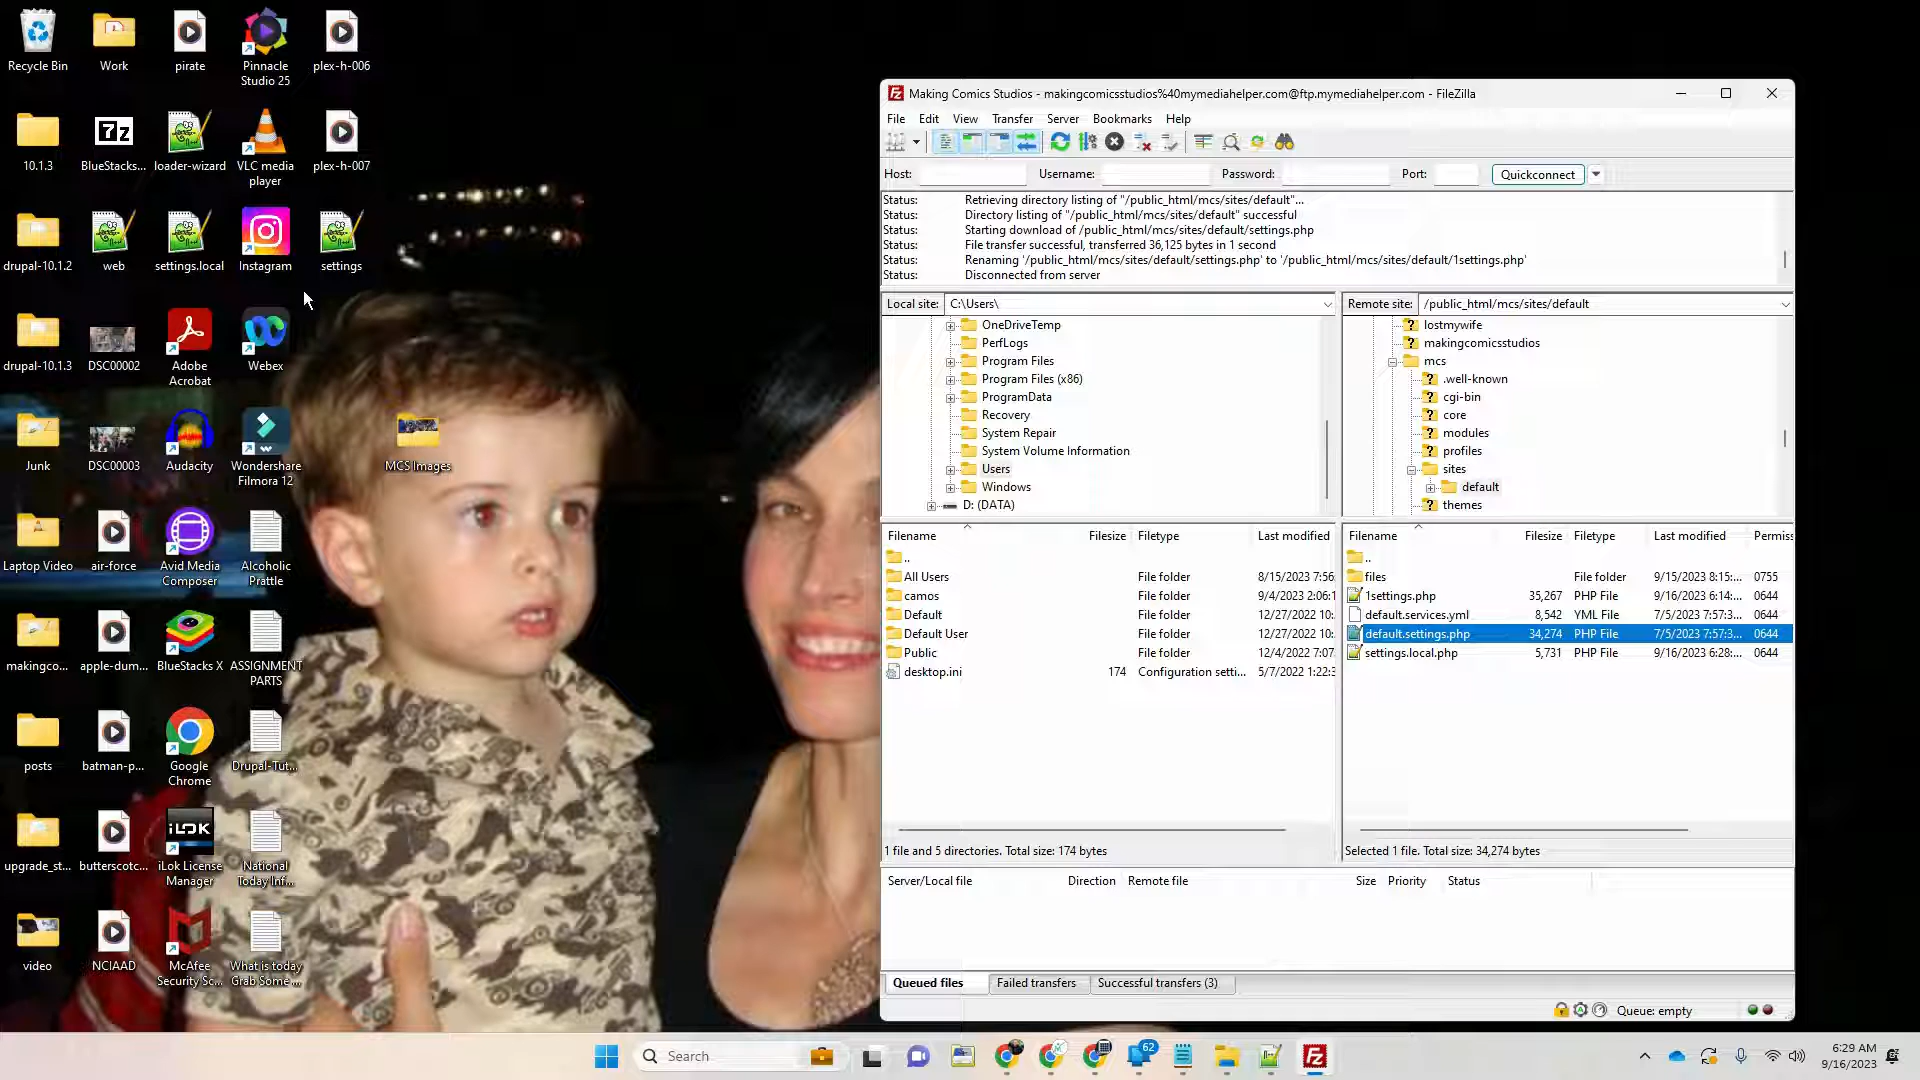 Recycle Bin
Work
pirate
Pinnacle
Studio 25
plex-h-006
10.1.3
BlueStacks...
loader-wizard
VLC media
player
plex-h-007
drupal-10.1.2
web
settings.local
Instagram
settings
drupal-10.1.3
DSC00002
Adobe
Acrobat
Webex
Junk
DSC00003
Audacity
Wondershare
Filmora 12
MCS Images
Laptop Video
air-force
Avid Media
Composer
Alcoholic
Prattle
makingco...
apple-dum...
BlueStacks X
ASSIGNMENT
PARTS
posts
batman-p...
Google
Chrome
Drupal-Tut...
iLOK
upgrade_st...
butterscotc...
iLok License
Manager
National
Today Inf...
video
NCIAAD
McAfee
Security Sc...
What is today
Grab Some ...
Making Comics Studios - makingcomicsstudios%40mymediahelper.com@ftp.mymediahelper.com - FileZilla
File Edit View Transfer Server Bookmarks Help
Host: Username: Password: Port: Quickconnect
Status: Retrieving directory listing of "/public_html/mcs/sites/default"...
Status: Directory listing of "/public_html/mcs/sites/default" successful
Status: Starting download of /public_html/mcs/sites/default/settings.php
Status: File transfer successful, transferred 36,125 bytes in 1 second
Status: Renaming '/public_html/mcs/sites/default/settings.php' to '/public_html/mcs/sites/default/1settings.php'
Status: Disconnected from server
Local site: C:\Users\
OneDriveTemp
PerfLogs
Program Files
Program Files (x86)
ProgramData
Recovery
System Repair
System Volume Information
Users
Windows
D: (DATA)
Remote site: /public_html/mcs/sites/default
lostmywife
makingcomicsstudios
mcs
.well-known
cgi-bin
core
modules
profiles
sites
default
themes
Filename Filesize Filetype Last modified
..
All Users File folder 8/15/2023 7:56:
camos File folder 9/4/2023 2:06:1
Default File folder 12/27/2022 10:
Default User File folder 12/27/2022 10:
Public File folder 12/4/2022 7:07
desktop.ini 174 Configuration setti... 5/7/2022 1:22:3
1 file and 5 directories. Total size: 174 bytes
Filename Filesize Filetype Last modified Permiss
..
files File folder 9/15/2023 8:15:... 0755
1settings.php 35,267 PHP File 9/16/2023 6:14:... 0644
default.services.yml 8,542 YML File 7/5/2023 7:57:3... 0644
default.settings.php 34,274 PHP File 7/5/2023 7:57:3... 0644
settings.local.php 5,731 PHP File 9/16/2023 6:28:... 0644
Selected 1 file. Total size: 34,274 bytes
Server/Local file Direction Remote file Size Priority Status
Queued files Failed transfers Successful transfers (3)
Queue: empty
Search
62
6:29 AM
9/16/2023